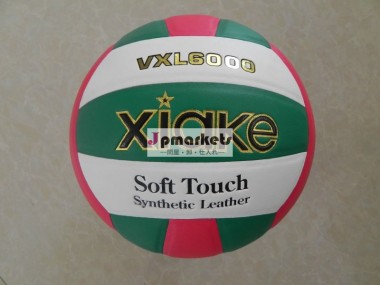 VXL6000
xiake
Jpmarkets
Soft Touch
Synthetic Leather